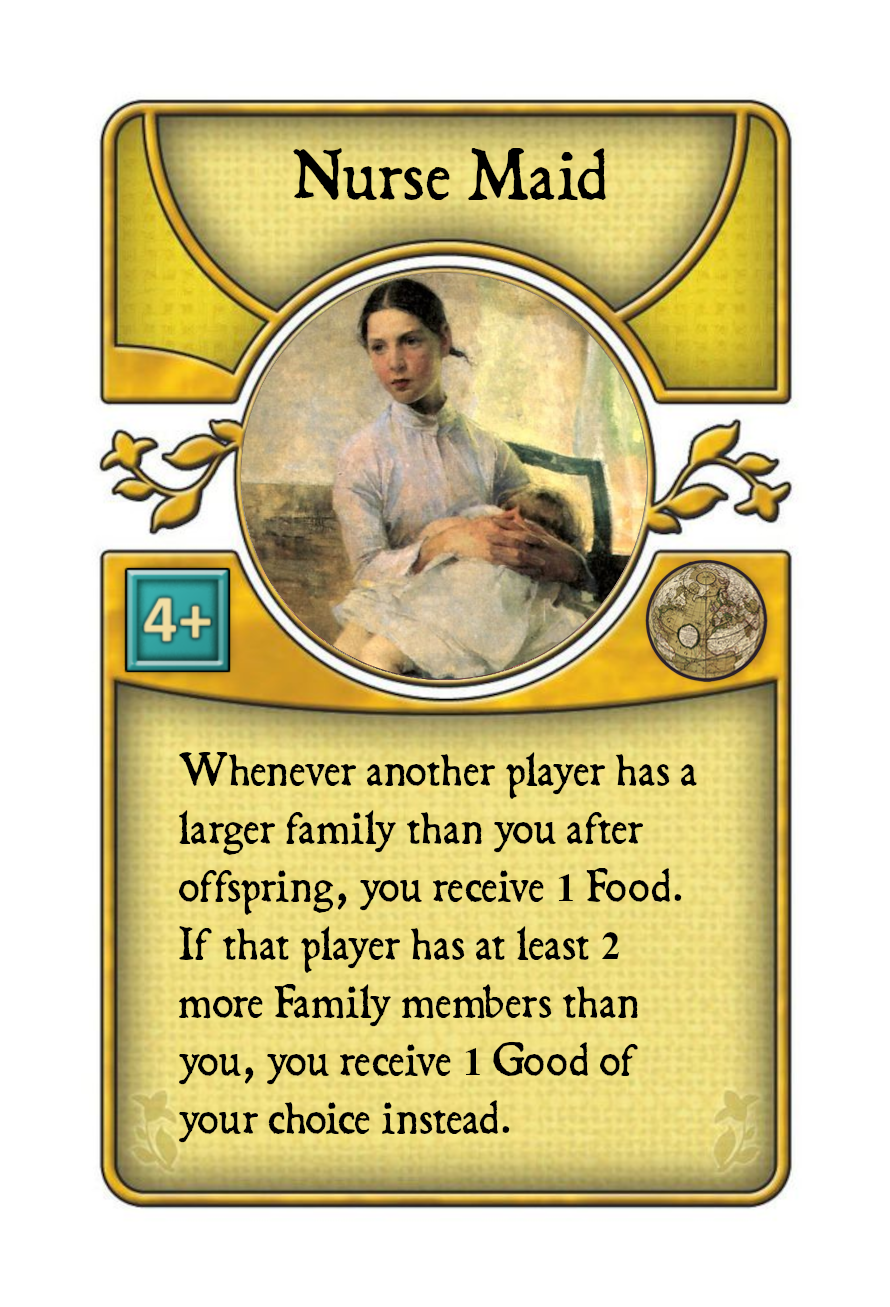 Nurse Maid
4+
Whenever another player has a
larger family than you after
offspring, you receive 1 Food.
If that player has at least 2
more Family members than
you, you receive 1 Good of
your choice instead.